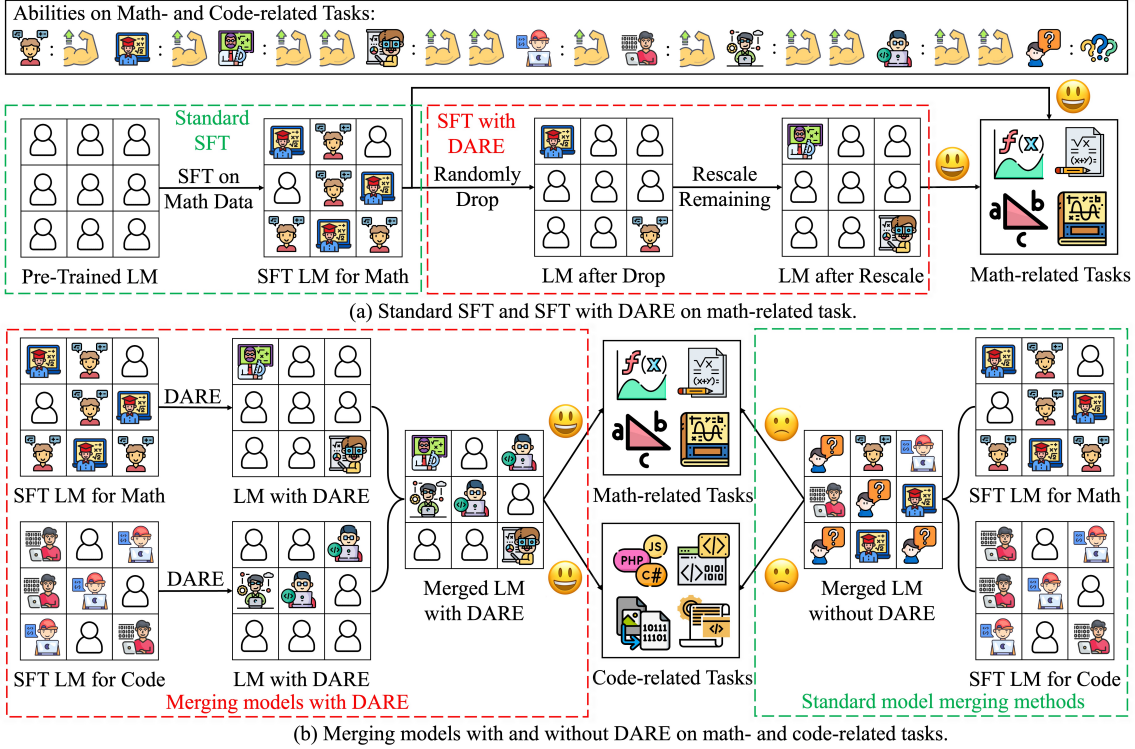 Abilities on Math- and Code-related Tasks:
: : : : : : : : :
Standard
SFT
SFT on
Math Data
Pre-Trained LM
SFT LM for Math
SFT with
DARE
Randomly
Drop
LM after Drop
Rescale
Remaining
LM after Rescale
f(x)
√x
(x+y)=
a b
c
Math-related Tasks
(a) Standard SFT and SFT with DARE on math-related task.
SFT LM for Math
DARE
LM with DARE
SFT LM for Code
DARE
LM with DARE
Merged LM
with DARE
Merging models with DARE
f(x)
√x
(x+y)=
a b
c
Math-related Tasks
PHP
JS
C#
</>
</>0101
1010
10111
11101
</>
Code-related Tasks
Merged LM
without DARE
SFT LM for Math
SFT LM for Code
Standard model merging methods
(b) Merging models with and without DARE on math- and code-related tasks.